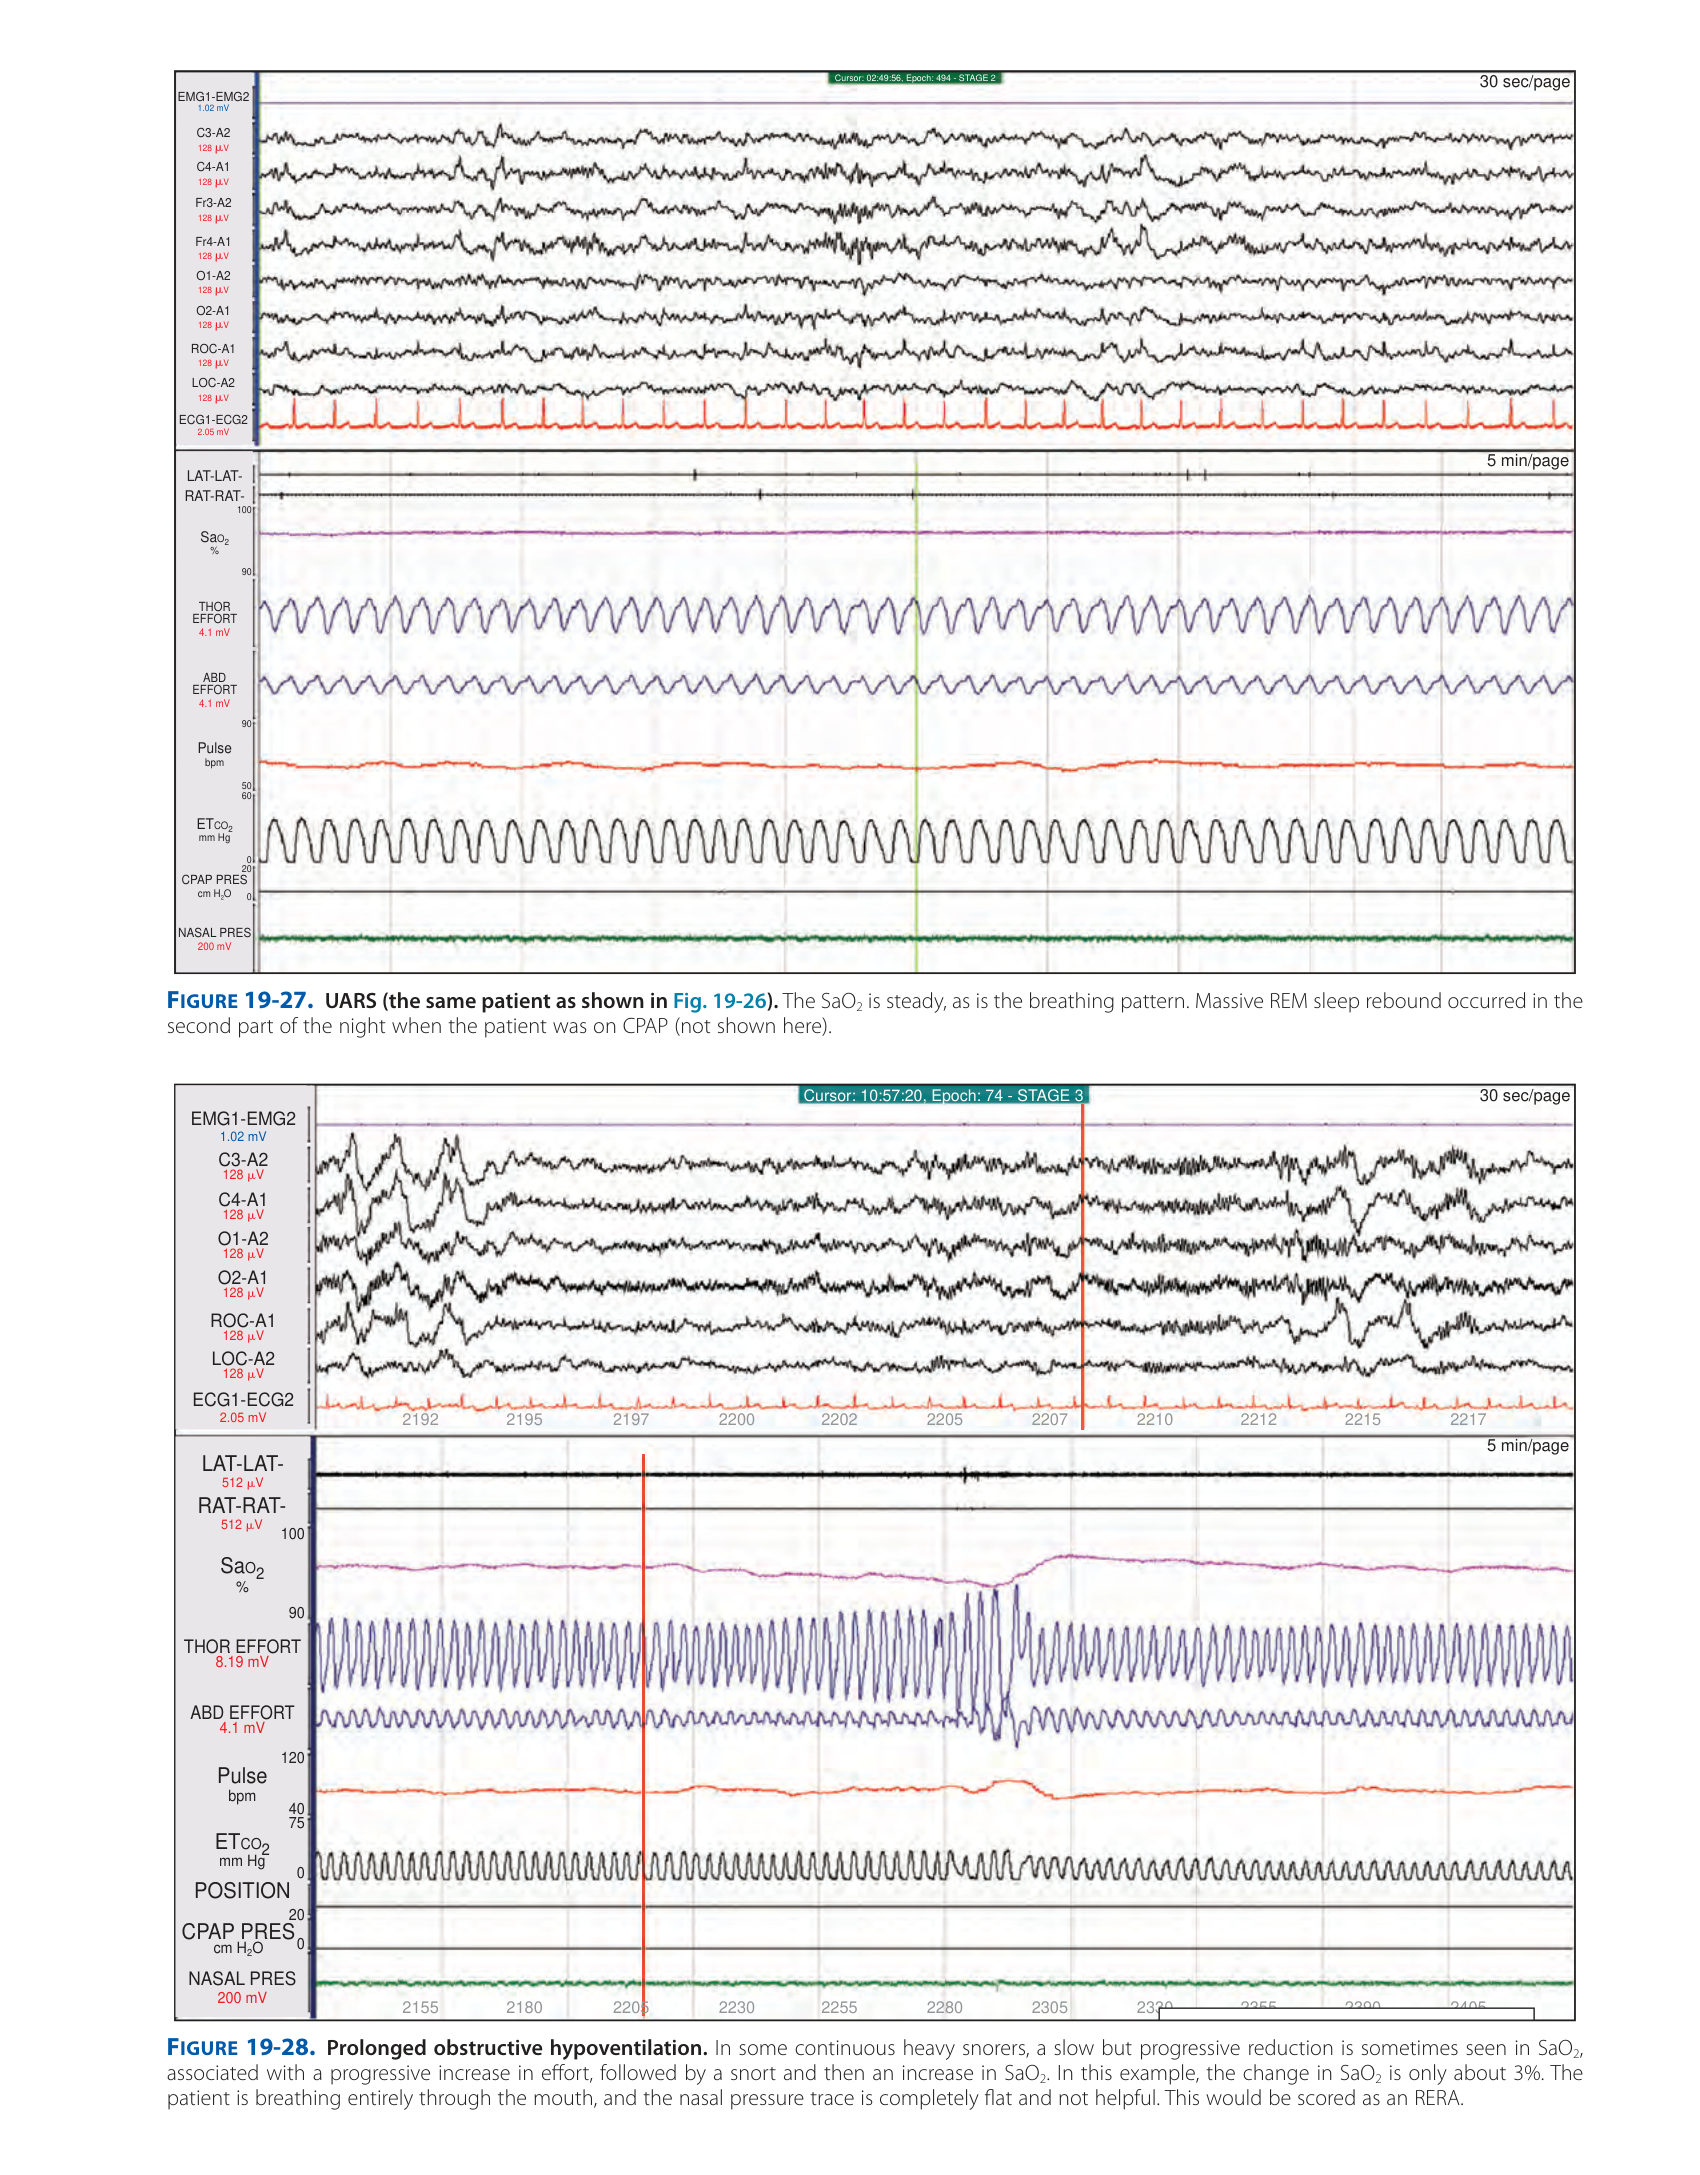 Cursor: 02:49:56, Epoch: 494 - STAGE 2
30 sec/page
EMG1-EMG2
1.02 mV
C3-A2
128 µV
C4-A1
128 µV
Fr3-A2
128 µV
Fr4-A1
128 µV
O1-A2
128 µV
O2-A1
128 µV
ROC-A1
128 µV
LOC-A2
128 µV
ECG1-ECG2
2.05 mV
5 min/page
LAT-LAT-
RAT-RAT-
100
SaO2
%
90
THOR
EFFORT
4.1 mV
ABD
EFFORT
4.1 mV
90
Pulse
bpm
50
60
ETCO2
mm Hg
0
20
CPAP PRES
cm H2O
0
NASAL PRES
200 mV
FIGURE 19-27. UARS (the same patient as shown in Fig. 19-26). The SaO2 is steady, as is the breathing pattern. Massive REM sleep rebound occurred in the
second part of the night when the patient was on CPAP (not shown here).
Cursor: 10:57:20, Epoch: 74 - STAGE 3
30 sec/page
EMG1-EMG2
1.02 mV
C3-A2
128 µV
C4-A1
128 µV
O1-A2
128 µV
O2-A1
128 µV
ROC-A1
128 µV
LOC-A2
128 µV
ECG1-ECG2
2.05 mV
2192 2195 2197 2200 2202 2205 2207 2210 2212 2215 2217
5 min/page
LAT-LAT-
512 µV
RAT-RAT-
512 µV
100
SaO2
%
90
THOR EFFORT
8.19 mV
ABD EFFORT
4.1 mV
120
Pulse
bpm
40
75
ETCO2
mm Hg
0
POSITION
20
CPAP PRES
cm H2O
0
NASAL PRES
200 mV
2155 2180 2205 2230 2255 2280 2305 2330 2355 2390 2405
FIGURE 19-28. Prolonged obstructive hypoventilation. In some continuous heavy snorers, a slow but progressive reduction is sometimes seen in SaO2,
associated with a progressive increase in effort, followed by a snort and then an increase in SaO2. In this example, the change in SaO2 is only about 3%. The
patient is breathing entirely through the mouth, and the nasal pressure trace is completely flat and not helpful. This would be scored as an RERA.